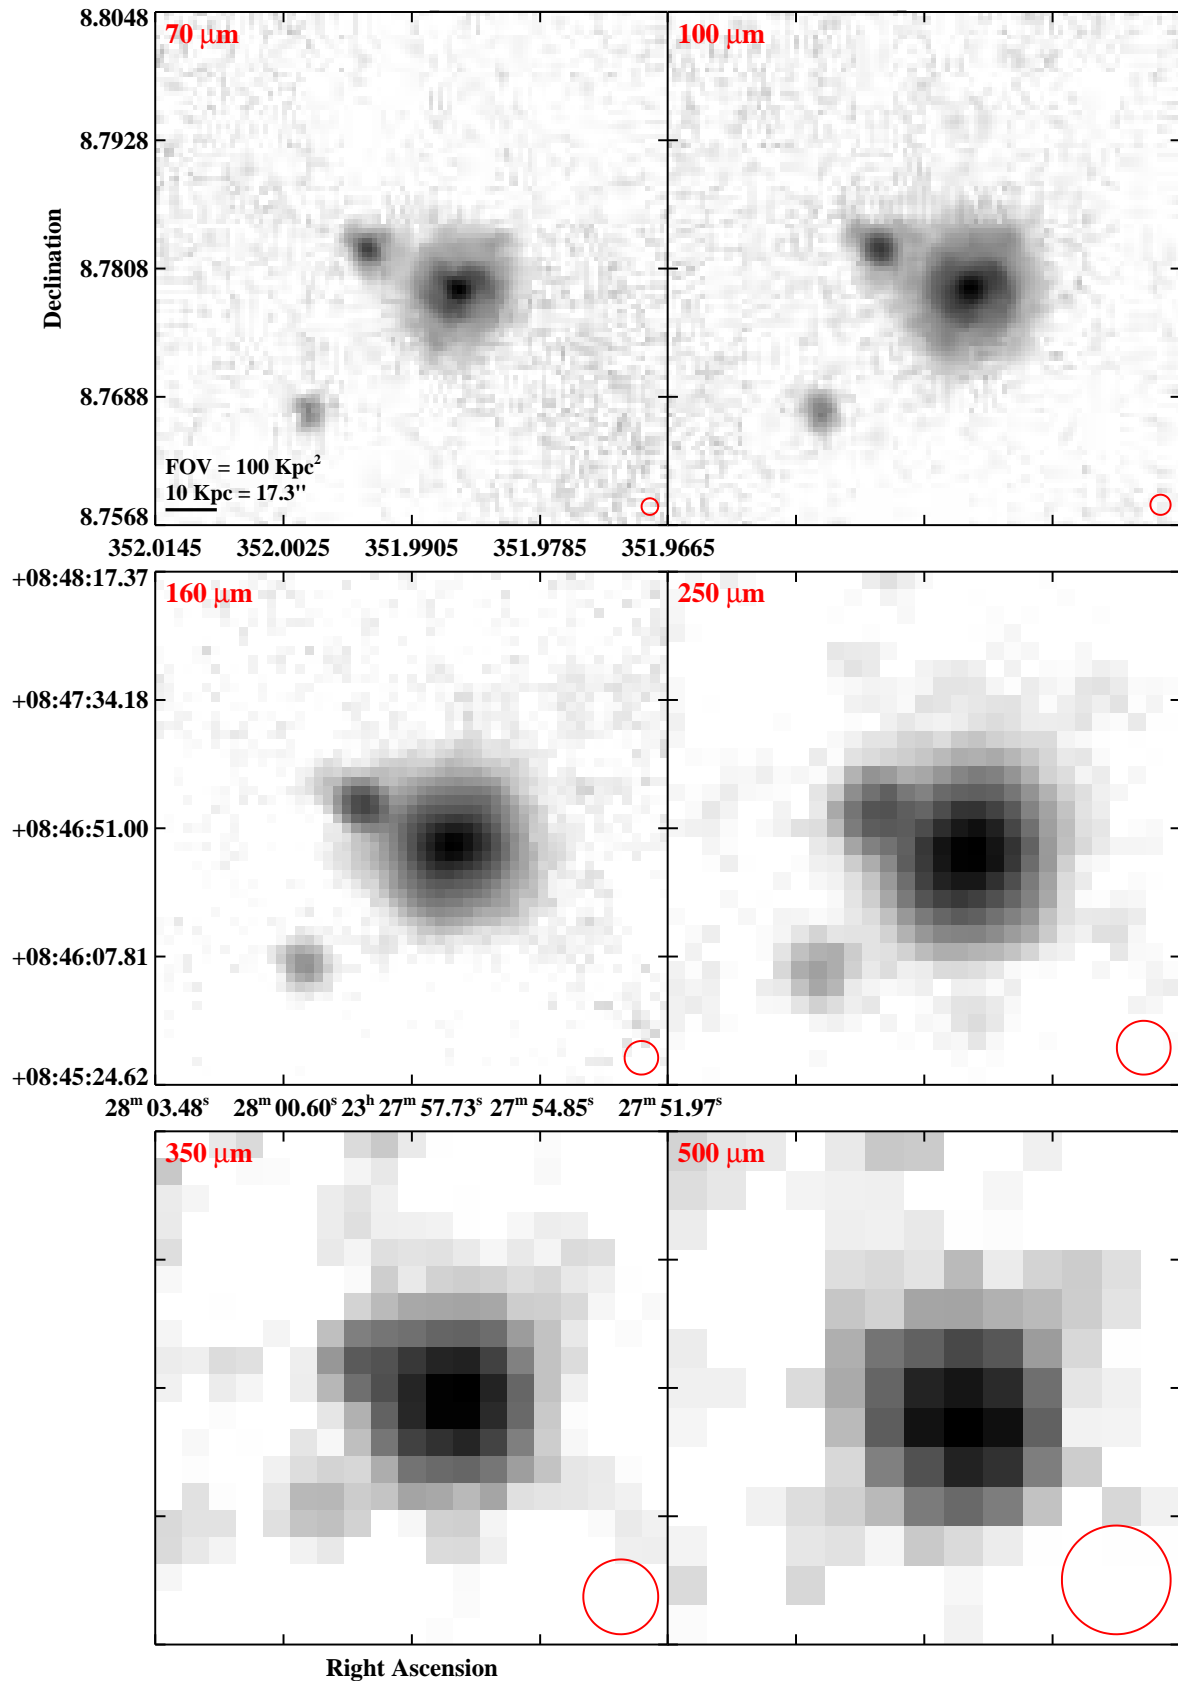 8.8048
70 μm
100 μm
8.7928
Declination
8.7808
8.7688
FOV = 100 Kpc²
10 Kpc = 17.3"
8.7568
352.0145 352.0025 351.9905 351.9785 351.9665
+08:48:17.37
160 μm
250 μm
+08:47:34.18
+08:46:51.00
+08:46:07.81
+08:45:24.62
28ᵐ 03.48ˢ 28ᵐ 00.60ˢ 23ʰ 27ᵐ 57.73ˢ 27ᵐ 54.85ˢ 27ᵐ 51.97ˢ
350 μm
500 μm
Right Ascension